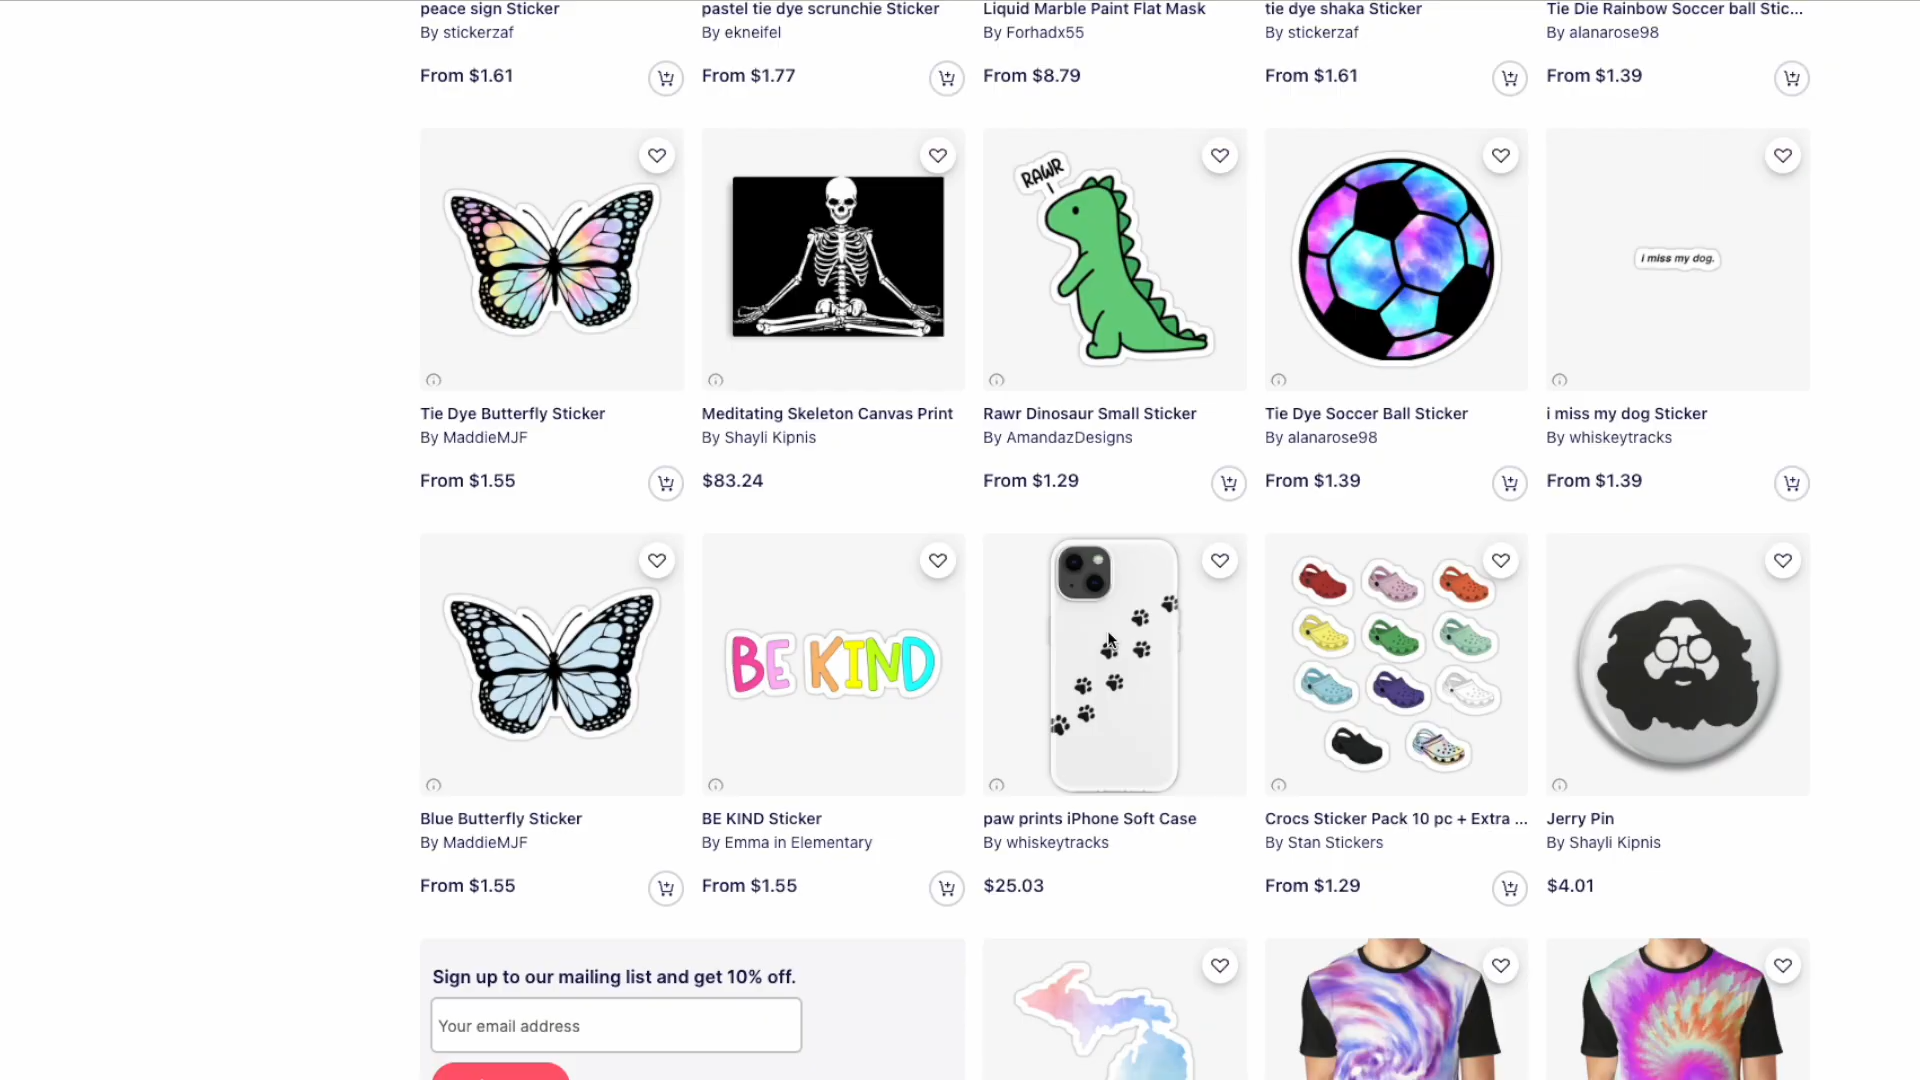 peace sign Sticker
By stickerzaf
From $1.61
pastel tie dye scrunchie Sticker
By ekneifel
From $1.77
Liquid Marble Paint Flat Mask
By Forhadx55
From $8.79
tie dye shaka Sticker
By stickerzaf
From $1.61
Tie Die Rainbow Soccer ball Stic...
By alanarose98
From $1.39
Tie Dye Butterfly Sticker
By MaddieMJF
From $1.55
Meditating Skeleton Canvas Print
By Shayli Kipnis
$83.24
RAWR
Rawr Dinosaur Small Sticker
By AmandazDesigns
From $1.29
Tie Dye Soccer Ball Sticker
By alanarose98
From $1.39
i miss my dog.
i miss my dog Sticker
By whiskeytracks
From $1.39
Blue Butterfly Sticker
By MaddieMJF
From $1.55
BE KIND
BE KIND Sticker
By Emma in Elementary
From $1.55
paw prints iPhone Soft Case
By whiskeytracks
$25.03
Crocs Sticker Pack 10 pc + Extra ...
By Stan Stickers
From $1.29
Jerry Pin
By Shayli Kipnis
$4.01
Sign up to our mailing list and get 10% off.
Your email address